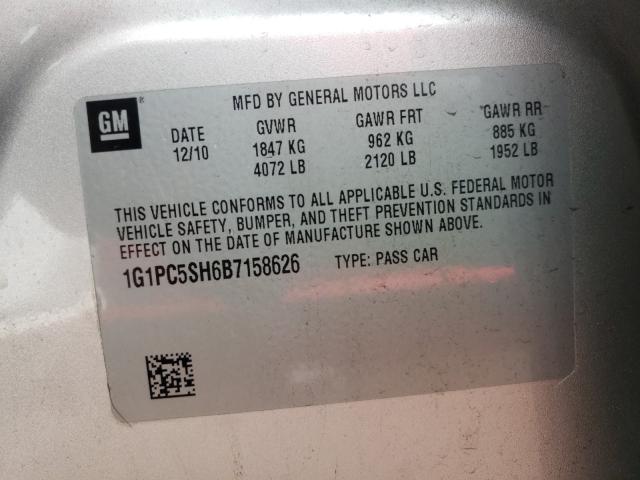 GM®
MFD BY GENERAL MOTORS LLC
DATE GVWR GAWR FRT GAWR RR
12/10 1847 KG 962 KG 885 KG
4072 LB 2120 LB 1952 LB
THIS VEHICLE CONFORMS TO ALL APPLICABLE U.S. FEDERAL MOTOR
VEHICLE SAFETY, BUMPER, AND THEFT PREVENTION STANDARDS IN
EFFECT ON THE DATE OF MANUFACTURE SHOWN ABOVE.
1G1PC5SH6B7158626 TYPE: PASS CAR